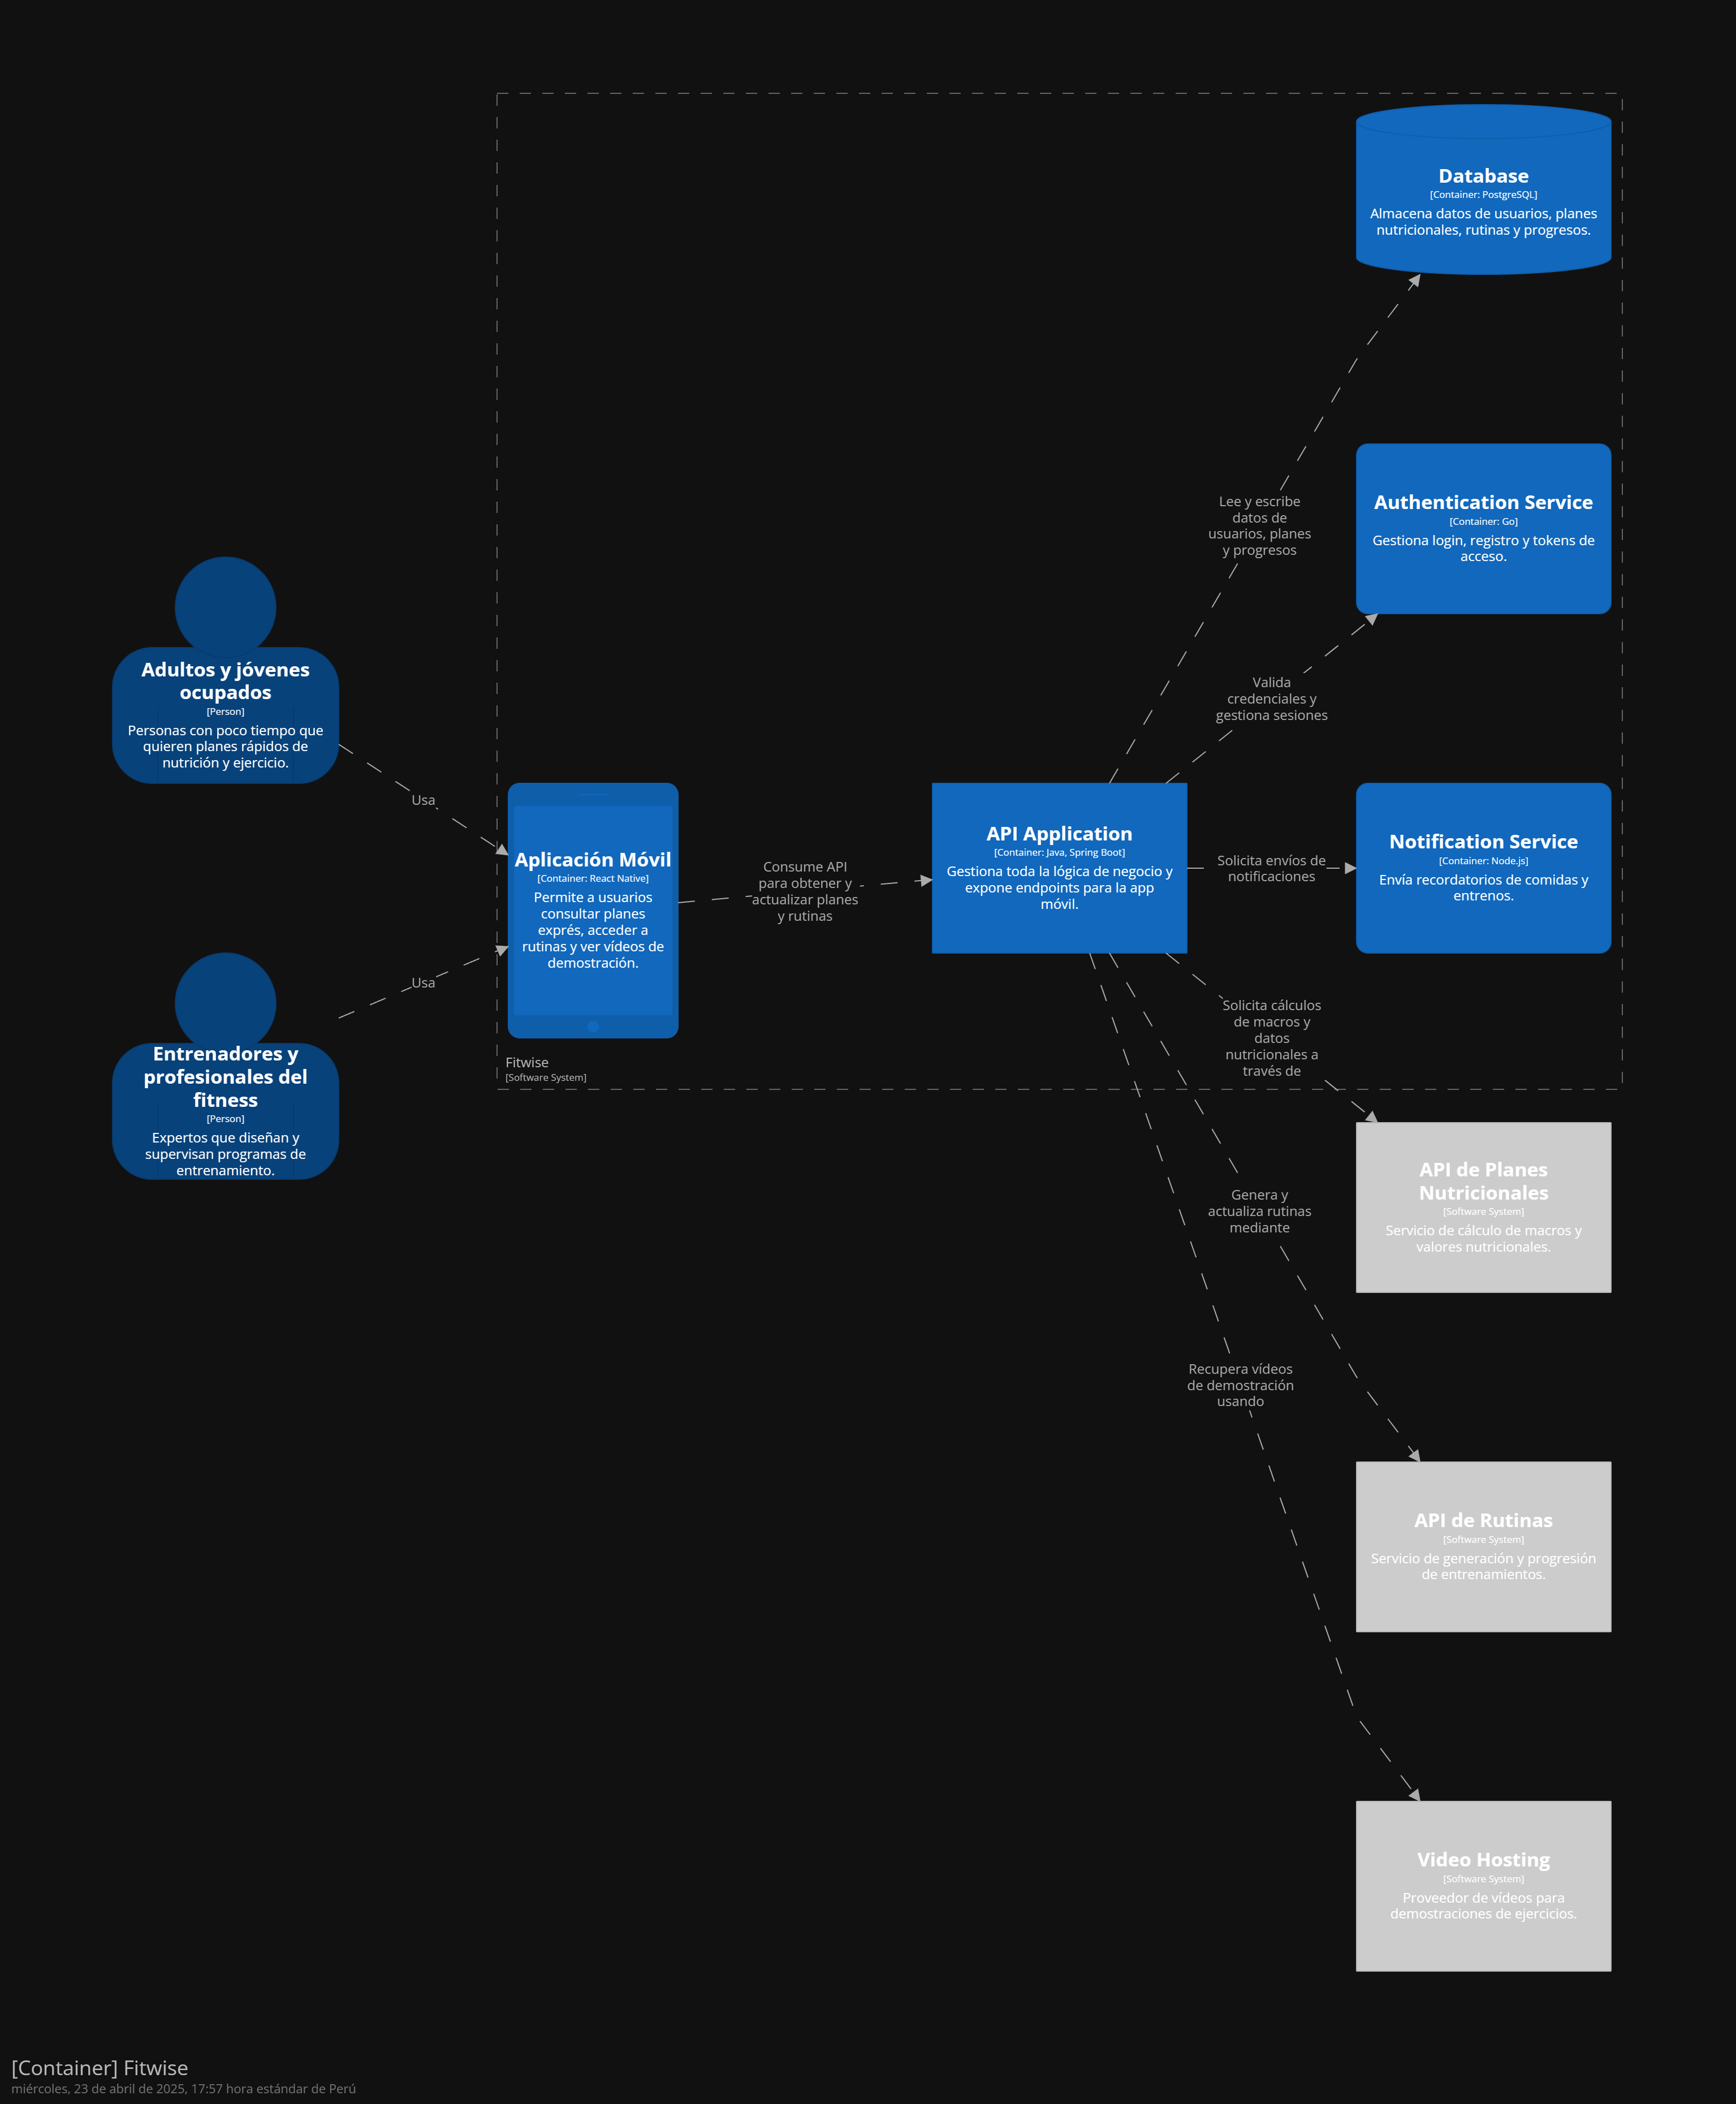 Database
[Container: PostgreSQL]
Almacena datos de usuarios, planes
nutricionales, rutinas y progresos.
Lee y escribe
datos de
usuarios, planes
y progresos
Authentication Service
[Container: Go]
Gestiona login, registro y tokens de
acceso.
Valida
credenciales y
gestiona sesiones
Adultos y jóvenes
ocupados
[Person]
Personas con poco tiempo que
quieren planes rápidos de
nutrición y ejercicio.
Usa
Aplicación Móvil
[Container: React Native]
Permite a usuarios
consultar planes
exprés, acceder a
rutinas y ver vídeos de
demostración.
Consume API
para obtener y
actualizar planes
y rutinas
API Application
[Container: Java, Spring Boot]
Gestiona toda la lógica de negocio y
expone endpoints para la app
móvil.
Solicita envíos de
notificaciones
Notification Service
[Container: Node.js]
Envía recordatorios de comidas y
entrenos.
Usa
Entrenadores y
profesionales del
fitness
[Person]
Expertos que diseñan y
supervisan programas de
entrenamiento.
Fitwise
[Software System]
Solicita cálculos
de macros y
datos
nutricionales a
través de
API de Planes
Nutricionales
[Software System]
Servicio de cálculo de macros y
valores nutricionales.
Genera y
actualiza rutinas
mediante
Recupera vídeos
de demostración
usando
API de Rutinas
[Software System]
Servicio de generación y progresión
de entrenamientos.
Video Hosting
[Software System]
Proveedor de vídeos para
demostraciones de ejercicios.
[Container] Fitwise
miércoles, 23 de abril de 2025, 17:57 hora estándar de Perú